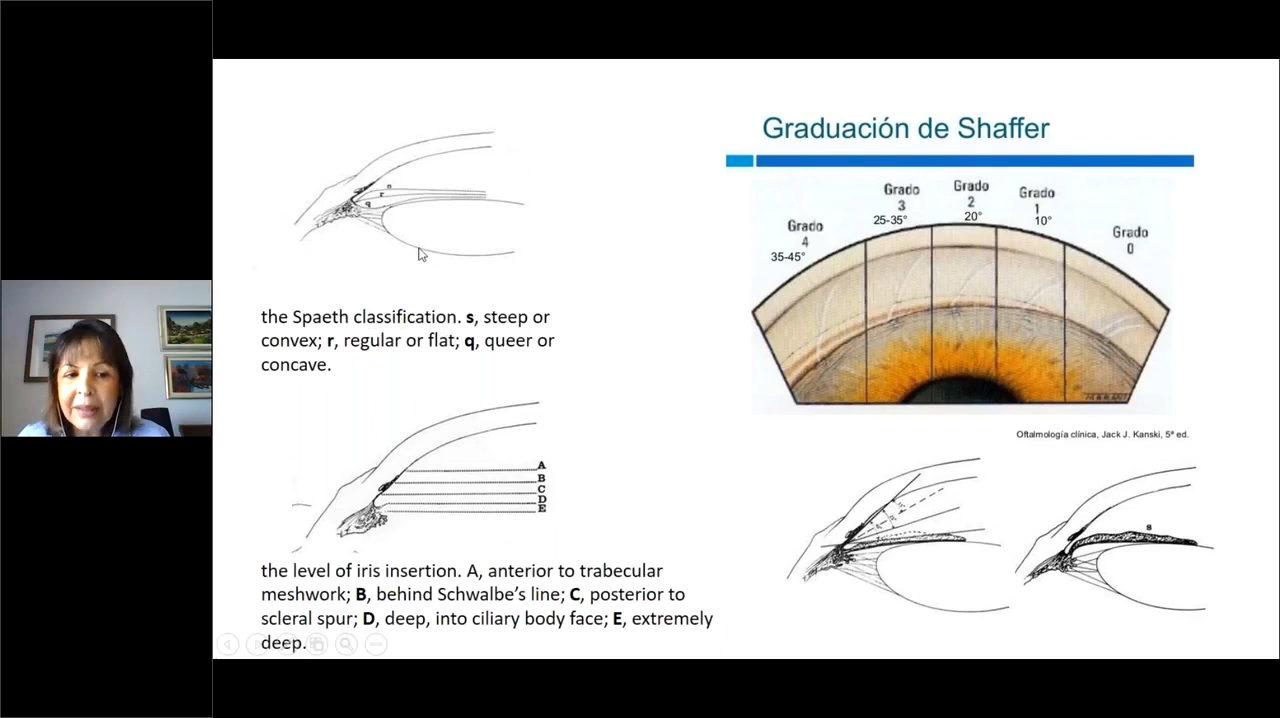 s
r
q
the Spaeth classification. s, steep or
convex; r, regular or flat; q, queer or
concave.
A
B
C
D
E
the level of iris insertion. A, anterior to trabecular
meshwork; B, behind Schwalbe’s line; C, posterior to
scleral spur; D, deep, into ciliary body face; E, extremely
deep.
Graduación de Shaffer
Grado
4
35-45°
Grado
3
25-35°
Grado
2
20°
Grado
1
10°
Grado
0
Oftalmología clínica, Jack J. Kanski, 5ª ed.
s